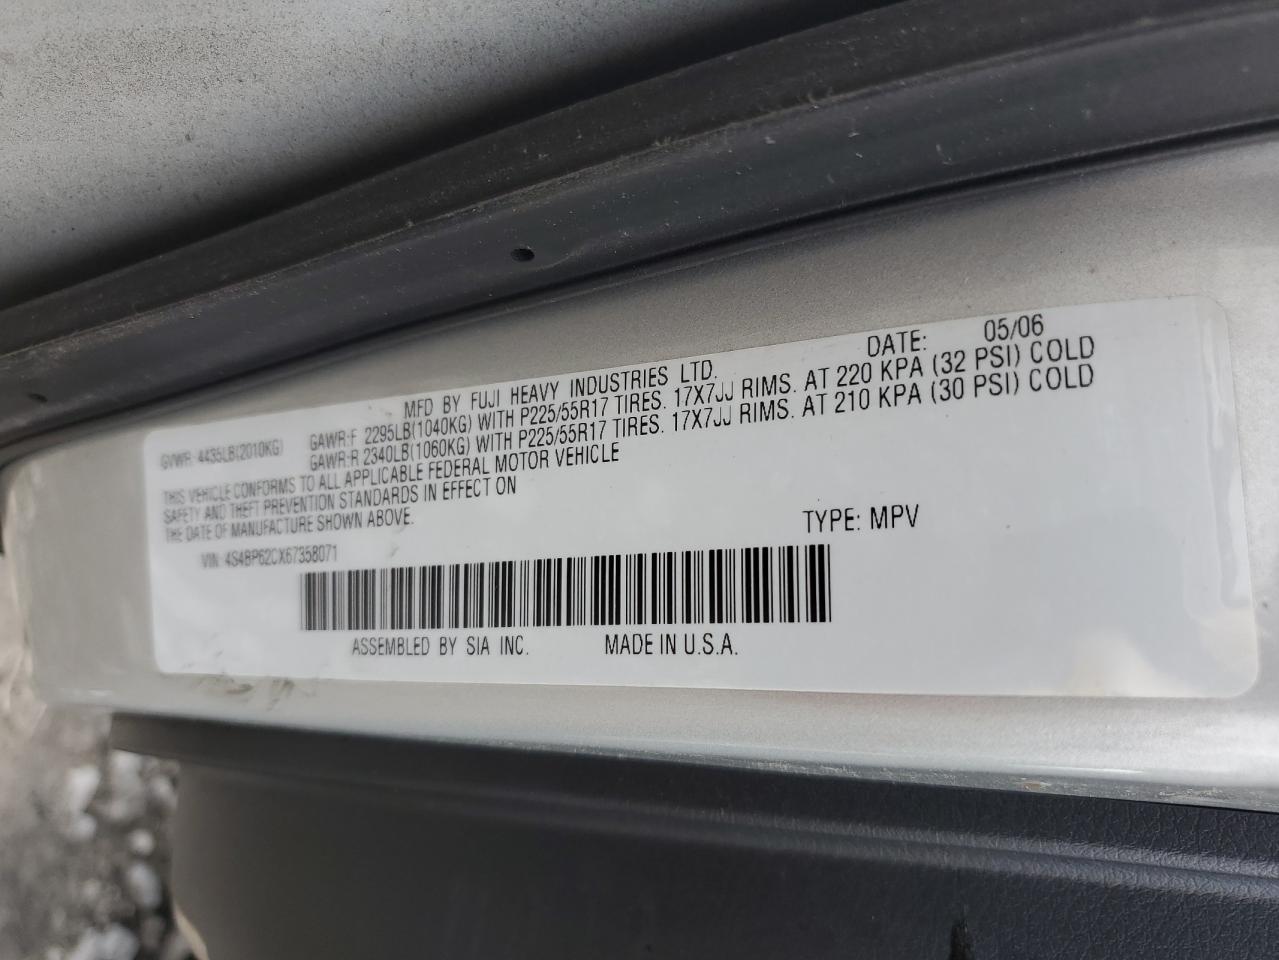 MFD BY FUJI HEAVY INDUSTRIES LTD. DATE: 05/06
GVWR: 4435LB(2010KG) GAWR:F 2295LB(1040KG) WITH P225/55R17 TIRES. 17X7JJ RIMS. AT 220 KPA (32 PSI) COLD
GAWR:R 2340LB(1060KG) WITH P225/55R17 TIRES. 17X7JJ RIMS. AT 210 KPA (30 PSI) COLD
THIS VEHICLE CONFORMS TO ALL APPLICABLE FEDERAL MOTOR VEHICLE
SAFETY AND THEFT PREVENTION STANDARDS IN EFFECT ON
THE DATE OF MANUFACTURE SHOWN ABOVE.
VIN: 4S4BP62CX67358071 TYPE: MPV
ASSEMBLED BY SIA INC. MADE IN U.S.A.